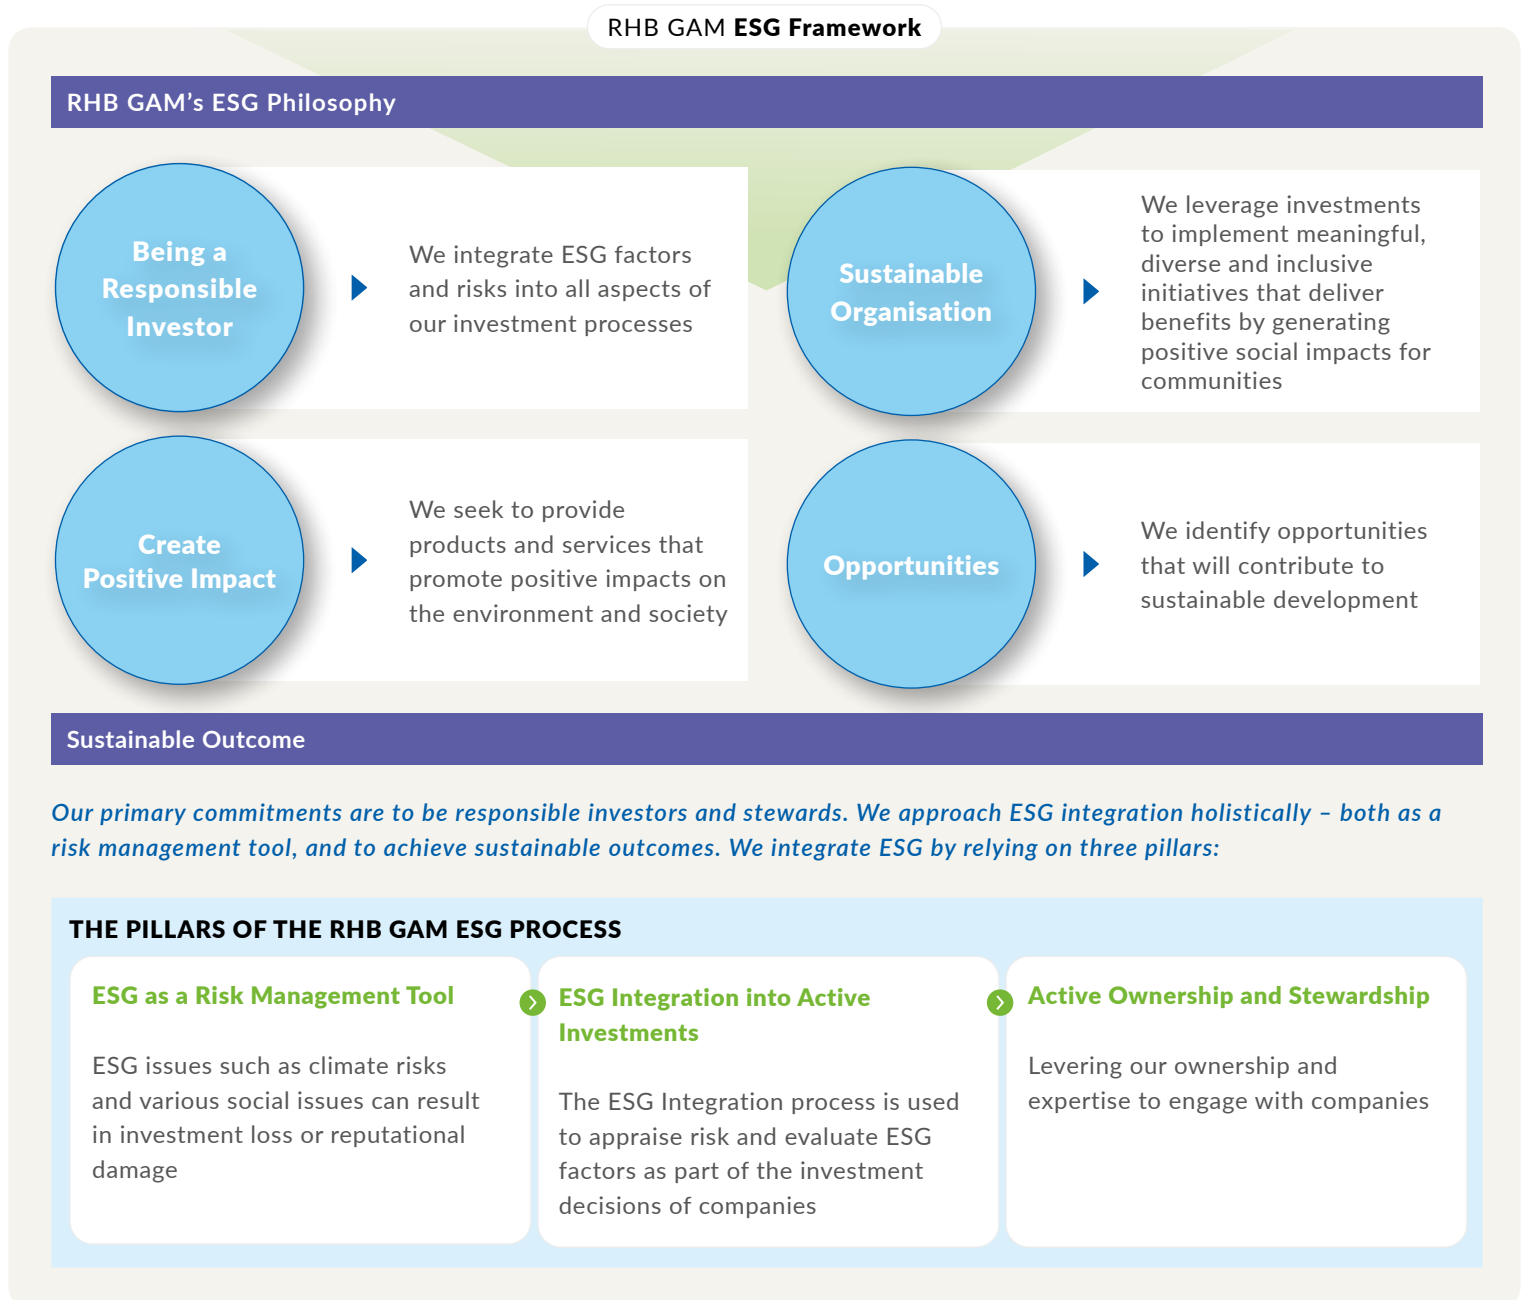 RHB GAM ESG Framework
RHB GAM’s ESG Philosophy
Being a
Responsible
Investor
We integrate ESG factors
and risks into all aspects of
our investment processes
Sustainable
Organisation
We leverage investments
to implement meaningful,
diverse and inclusive
initiatives that deliver
benefits by generating
positive social impacts for
communities
Create
Positive Impact
We seek to provide
products and services that
promote positive impacts on
the environment and society
Opportunities
We identify opportunities
that will contribute to
sustainable development
Sustainable Outcome
Our primary commitments are to be responsible investors and stewards. We approach ESG integration holistically – both as a
risk management tool, and to achieve sustainable outcomes. We integrate ESG by relying on three pillars:
THE PILLARS OF THE RHB GAM ESG PROCESS
ESG as a Risk Management Tool
ESG issues such as climate risks
and various social issues can result
in investment loss or reputational
damage
ESG Integration into Active
Investments
The ESG Integration process is used
to appraise risk and evaluate ESG
factors as part of the investment
decisions of companies
Active Ownership and Stewardship
Levering our ownership and
expertise to engage with companies